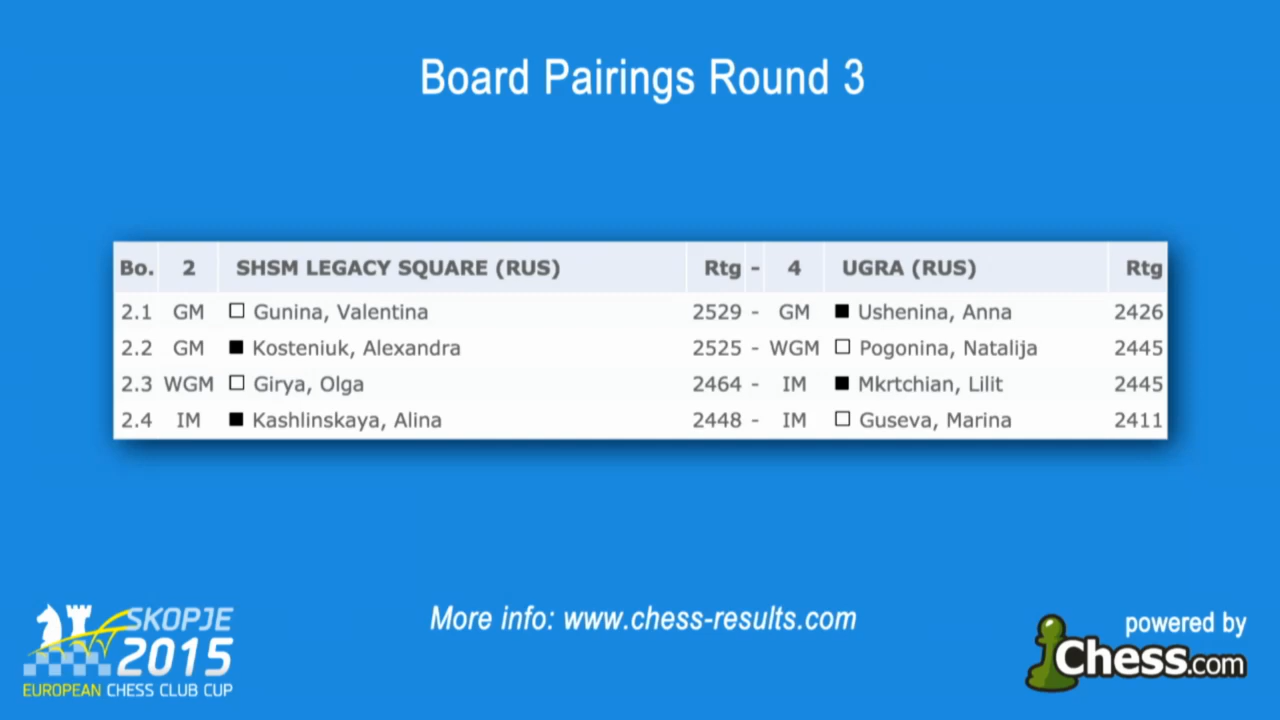 Board Pairings Round 3
Bo. 2 SHSM LEGACY SQUARE (RUS) Rtg - 4 UGRA (RUS) Rtg
2.1 GM Gunina, Valentina 2529 - GM Ushenina, Anna 2426
2.2 GM Kosteniuk, Alexandra 2525 - WGM Pogonina, Natalija 2445
2.3 WGM Girya, Olga 2464 - IM Mkrtchian, Lilit 2445
2.4 IM Kashlinskaya, Alina 2448 - IM Guseva, Marina 2411
SKOPJE
2015
EUROPEAN CHESS CLUB CUP
More info: www.chess-results.com
powered by
Chess.com